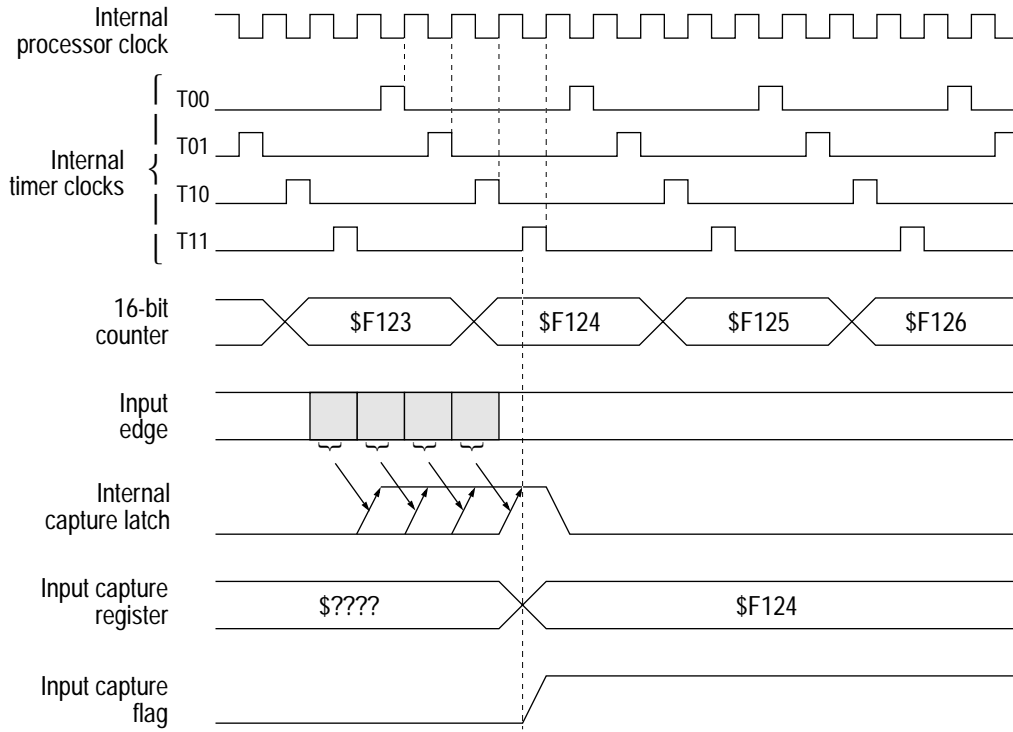 Internal
processor clock
T00
T01
Internal
timer clocks
T10
T11
16-bit
counter
$F123
$F124
$F125
$F126
Input
edge
Internal
capture latch
Input capture
register
$????
$F124
Input capture
flag